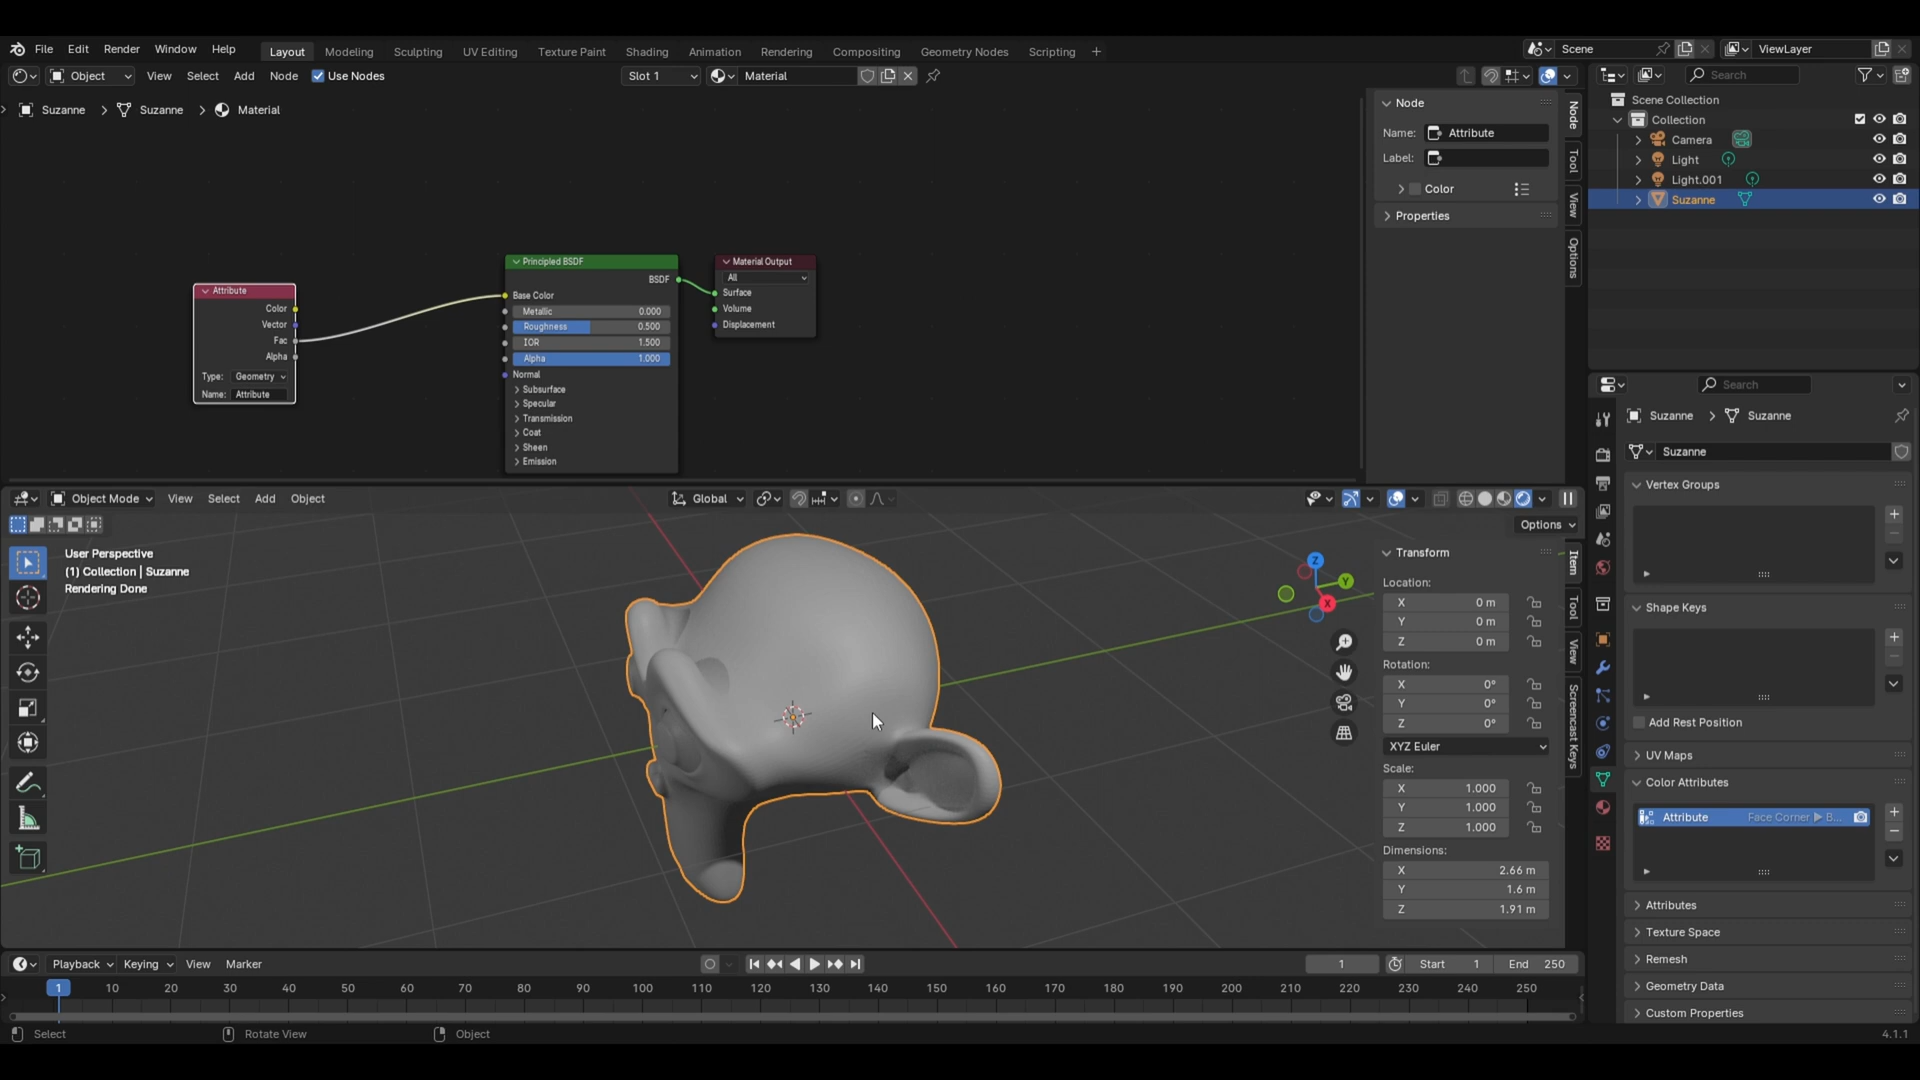 File Edit Render Window Help Layout Modeling Sculpting UV Editing Texture Paint Shading Animation Rendering Compositing Geometry Nodes Scripting + Scene ViewLayer
Object View Select Add Node Use Nodes Slot 1 Material Search
Suzanne > Suzanne > Material
Node
Name: Attribute
Label:
Color
Properties
Node
Tool
View
Options
Scene Collection
Collection
Camera
Light
Light.001
Suzanne
Attribute
Color
Vector
Fac
Alpha
Type: Geometry
Name: Attribute
Principled BSDF
BSDF
Base Color
Metallic 0.000
Roughness 0.500
IOR 1.500
Alpha 1.000
Normal
Subsurface
Specular
Transmission
Coat
Sheen
Emission
Material Output
All
Surface
Volume
Displacement
Search
Suzanne > Suzanne
Suzanne
Vertex Groups
Shape Keys
Add Rest Position
UV Maps
Color Attributes
Attribute Face Corner ▶ B...
Attributes
Texture Space
Remesh
Geometry Data
Custom Properties
Object Mode View Select Add Object Global
Options
User Perspective
(1) Collection | Suzanne
Rendering Done
Z
Y
X
Transform
Location:
X 0 m
Y 0 m
Z 0 m
Rotation:
X 0°
Y 0°
Z 0°
XYZ Euler
Scale:
X 1.000
Y 1.000
Z 1.000
Dimensions:
X 2.66 m
Y 1.6 m
Z 1.91 m
Item
Tool
View
Screencast Keys
Playback Keying View Marker 1 Start 1 End 250
1 10 20 30 40 50 60 70 80 90 100 110 120 130 140 150 160 170 180 190 200 210 220 230 240 250
Select Rotate View Object 4.1.1